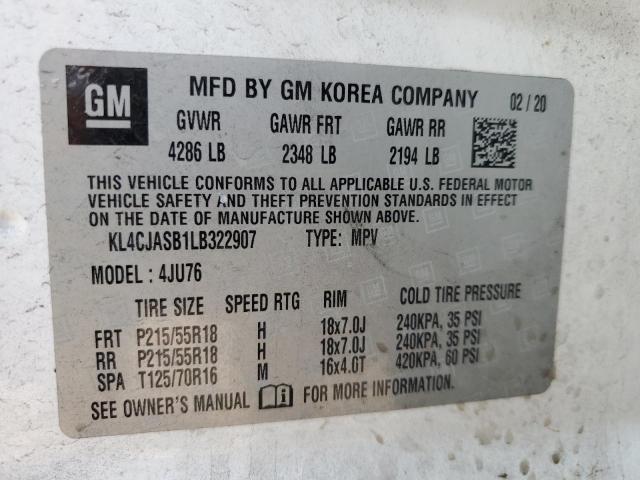 GM
MFD BY GM KOREA COMPANY 02 / 20
GVWR GAWR FRT GAWR RR
4286 LB 2348 LB 2194 LB
THIS VEHICLE CONFORMS TO ALL APPLICABLE U.S. FEDERAL MOTOR
VEHICLE SAFETY AND THEFT PREVENTION STANDARDS IN EFFECT
ON THE DATE OF MANUFACTURE SHOWN ABOVE.
KL4CJASB1LB322907 TYPE: MPV
MODEL : 4JU76
TIRE SIZE SPEED RTG RIM COLD TIRE PRESSURE
FRT P215/55R18 H 18x7.0J 240KPA, 35 PSI
RR P215/55R18 H 18x7.0J 240KPA, 35 PSI
SPA T125/70R16 M 16x4.0T 420KPA, 60 PSI
SEE OWNER'S MANUAL FOR MORE INFORMATION.